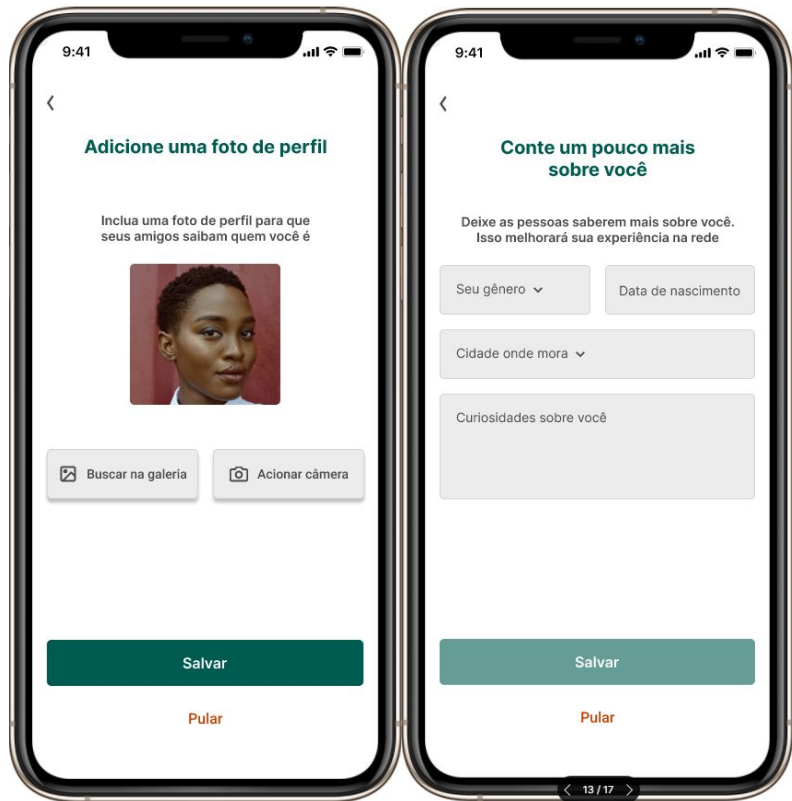 9:41
Adicione uma foto de perfil
Inclua uma foto de perfil para que
seus amigos saibam quem você é
Buscar na galeria
Acionar câmera
Salvar
Pular
9:41
Conte um pouco mais
sobre você
Deixe as pessoas saberem mais sobre você.
Isso melhorará sua experiência na rede
Seu gênero
Data de nascimento
Cidade onde mora
Curiosidades sobre você
Salvar
Pular
13 / 17